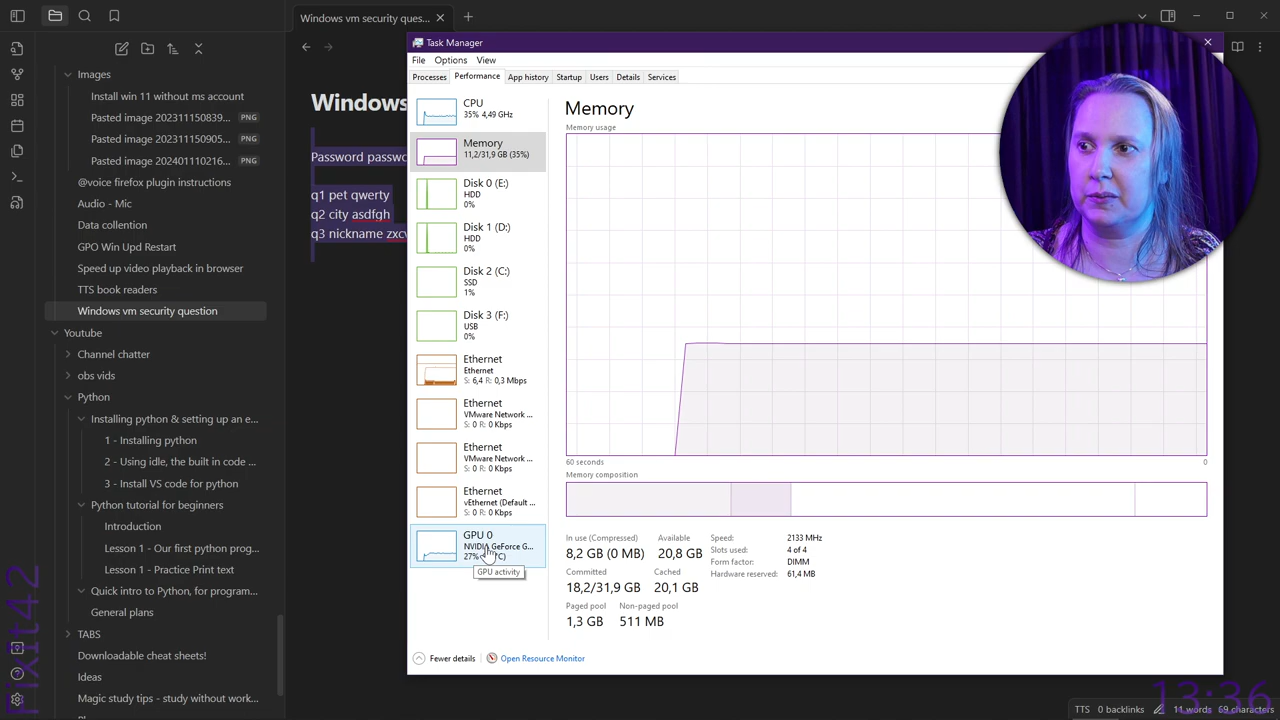 Windows vm security ques...
Images
Install win 11 without ms account
Pasted image 202311150839... PNG
Pasted image 202311150905... PNG
Pasted image 202401110216... PNG
@voice firefox plugin instructions
Audio - Mic
Data collection
GPO Win Upd Restart
Speed up video playback in browser
TTS book readers
Windows vm security question
Youtube
Channel chatter
obs vids
Python
Installing python & setting up an e...
1 - Installing python
2 - Using idle, the built in code ...
3 - Install VS code for python
Python tutorial for beginners
Introduction
Lesson 1 - Our first python prog...
Lesson 1 - Practice Print text
Quick intro to Python, for program...
General plans
TABS
Downloadable cheat sheets!
Ideas
Magic study tips - study without work...
Fixit42
Windows
Password passwo
q1 pet qwerty
q2 city asdfgh
q3 nickname zxcv
Task Manager
File Options View
Processes Performance App history Startup Users Details Services
CPU
35% 4,49 GHz
Memory
11,2/31,9 GB (35%)
Disk 0 (E:)
HDD
0%
Disk 1 (D:)
HDD
0%
Disk 2 (C:)
SSD
1%
Disk 3 (F:)
USB
0%
Ethernet
Ethernet
S: 6,4 R: 0,3 Mbps
Ethernet
VMware Network ...
S: 0 R: 0 Kbps
Ethernet
VMware Network ...
S: 0 R: 0 Kbps
Ethernet
vEthernet (Default ...
S: 0 R: 0 Kbps
GPU 0
NVIDIA GeForce G...
27%
GPU activity
Memory
Memory usage
60 seconds 0
Memory composition
In use (Compressed) Available Speed: 2133 MHz
8,2 GB (0 MB) 20,8 GB Slots used: 4 of 4
Form factor: DIMM
Committed Cached Hardware reserved: 61,4 MB
18,2/31,9 GB 20,1 GB
Paged pool Non-paged pool
1,3 GB 511 MB
Fewer details Open Resource Monitor
13:36
TTS 0 backlinks 11 words 69 characters